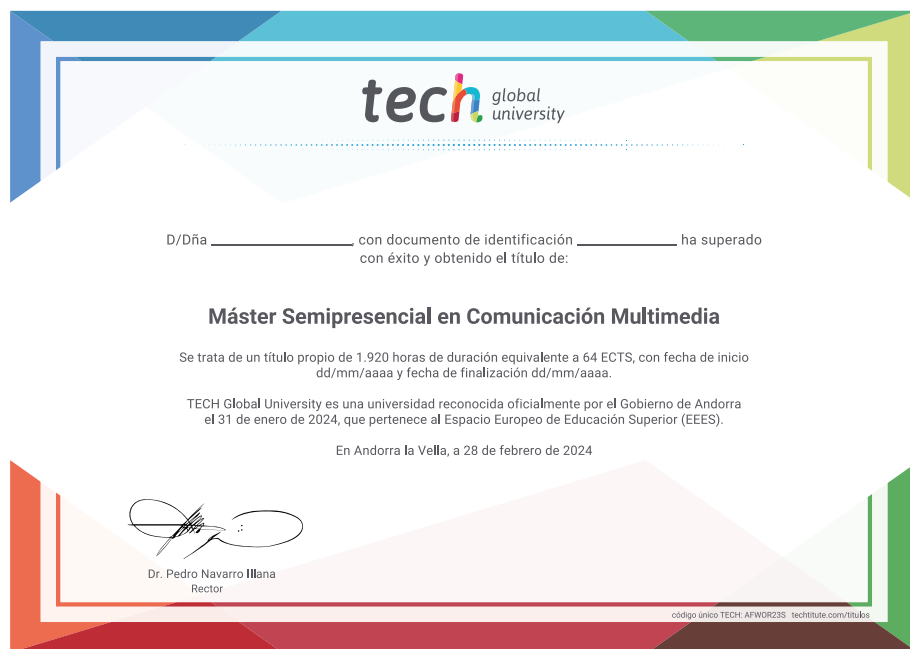 tech global university
D/Dña ____________, con documento de identificación ____________ ha superado
con éxito y obtenido el título de:
Máster Semipresencial en Comunicación Multimedia
Se trata de un título propio de 1.920 horas de duración equivalente a 64 ECTS, con fecha de inicio
dd/mm/aaaa y fecha de finalización dd/mm/aaaa.
TECH Global University es una universidad reconocida oficialmente por el Gobierno de Andorra
el 31 de enero de 2024, que pertenece al Espacio Europeo de Educación Superior (EEES).
En Andorra la Vella, a 28 de febrero de 2024
Dr. Pedro Navarro Illana
Rector
código único TECH: AFWOR23S techtitute.com/titulos